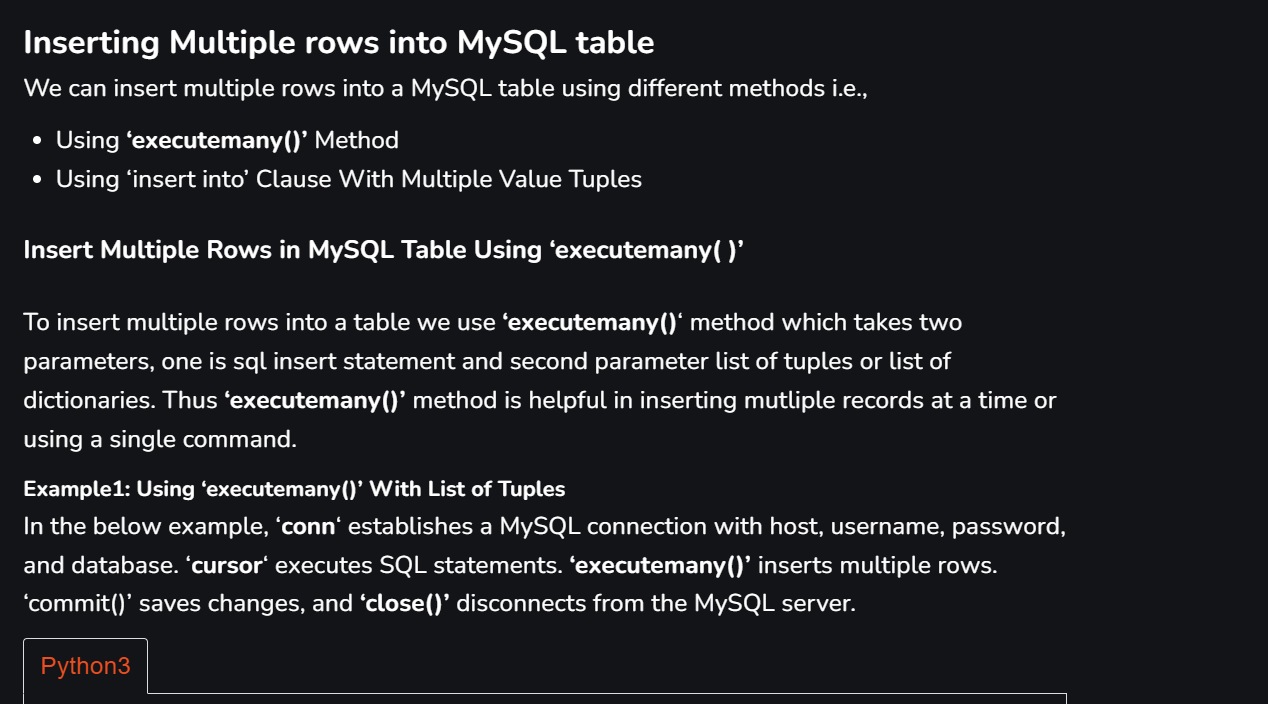 Inserting Multiple rows into MySQL table
We can insert multiple rows into a MySQL table using different methods i.e.,
• Using ‘executemany()’ Method
• Using ‘insert into’ Clause With Multiple Value Tuples
Insert Multiple Rows in MySQL Table Using ‘executemany( )’
To insert multiple rows into a table we use ‘executemany()‘ method which takes two
parameters, one is sql insert statement and second parameter list of tuples or list of
dictionaries. Thus ‘executemany()’ method is helpful in inserting mutliple records at a time or
using a single command.
Example1: Using ‘executemany()’ With List of Tuples
In the below example, ‘conn‘ establishes a MySQL connection with host, username, password,
and database. ‘cursor‘ executes SQL statements. ‘executemany()’ inserts multiple rows.
‘commit()’ saves changes, and ‘close()’ disconnects from the MySQL server.
Python3